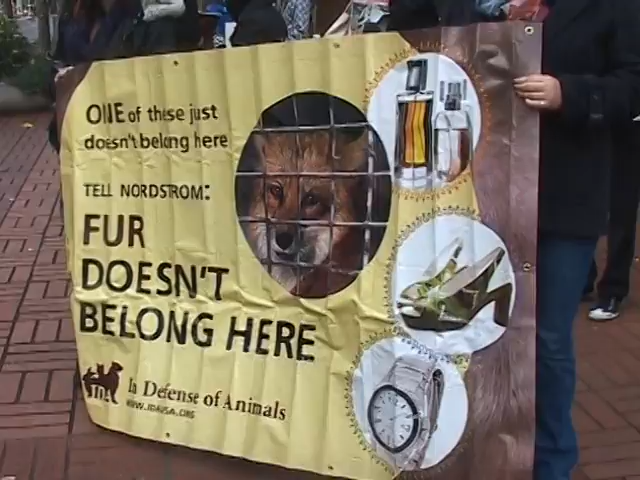 ONE of these just
doesn't belong here
TELL NORDSTROM:
FUR
DOESN'T
BELONG HERE
IDA
In Defense of Animals
WWW.IDAUSA.ORG